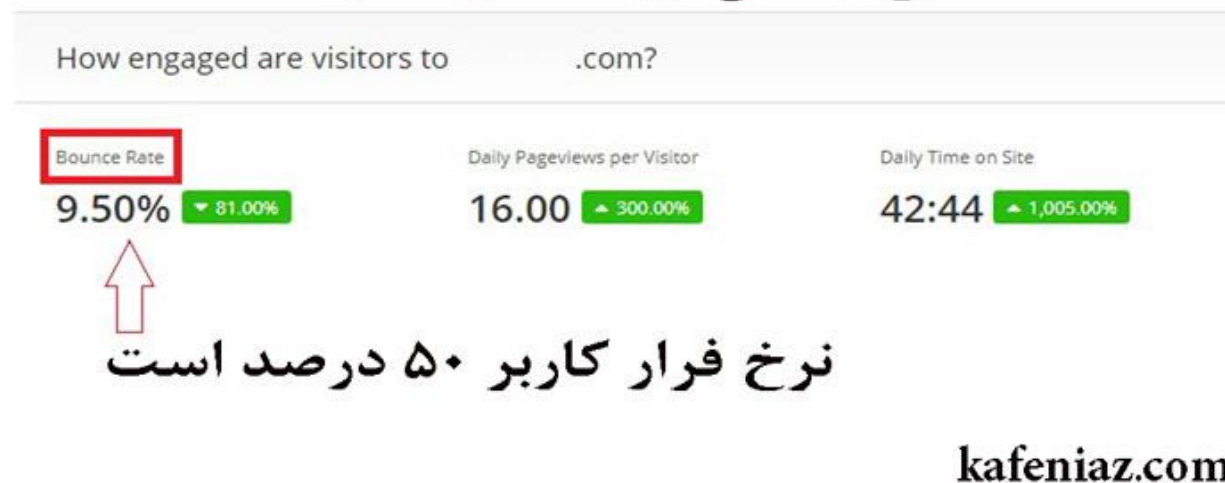 How engaged are visitors to .com?
Bounce Rate Daily Pageviews per Visitor Daily Time on Site
9.50% 81.00% 16.00 300.00% 42:44 1,005.00%
نرخ فرار کاربر ۵۰ درصد است
kafeniaz.com